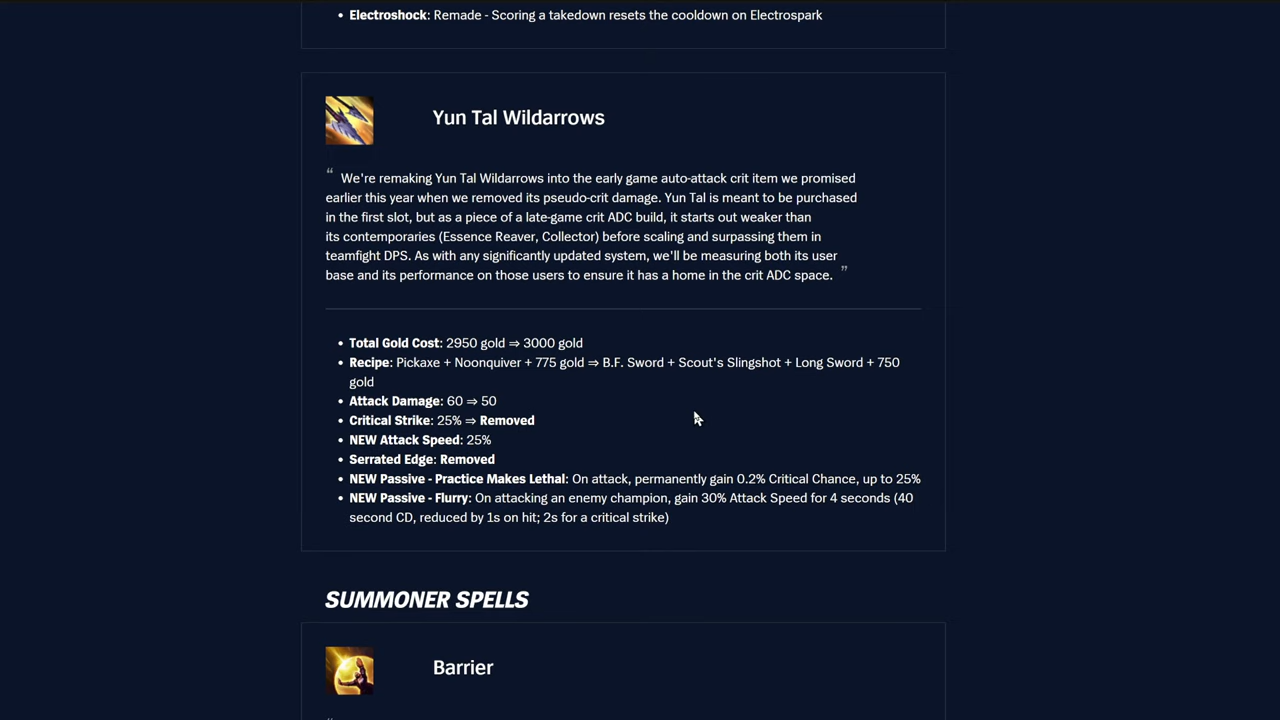 • Electroshock: Remade - Scoring a takedown resets the cooldown on Electrospark
Yun Tal Wildarrows
“ We're remaking Yun Tal Wildarrows into the early game auto-attack crit item we promised
earlier this year when we removed its pseudo-crit damage. Yun Tal is meant to be purchased
in the first slot, but as a piece of a late-game crit ADC build, it starts out weaker than
its contemporaries (Essence Reaver, Collector) before scaling and surpassing them in
teamfight DPS. As with any significantly updated system, we'll be measuring both its user
base and its performance on those users to ensure it has a home in the crit ADC space. ”
• Total Gold Cost: 2950 gold ⇒ 3000 gold
• Recipe: Pickaxe + Noonquiver + 775 gold ⇒ B.F. Sword + Scout's Slingshot + Long Sword + 750
gold
• Attack Damage: 60 ⇒ 50
• Critical Strike: 25% ⇒ Removed
• NEW Attack Speed: 25%
• Serrated Edge: Removed
• NEW Passive - Practice Makes Lethal: On attack, permanently gain 0.2% Critical Chance, up to 25%
• NEW Passive - Flurry: On attacking an enemy champion, gain 30% Attack Speed for 4 seconds (40
second CD, reduced by 1s on hit; 2s for a critical strike)
SUMMONER SPELLS
Barrier
“